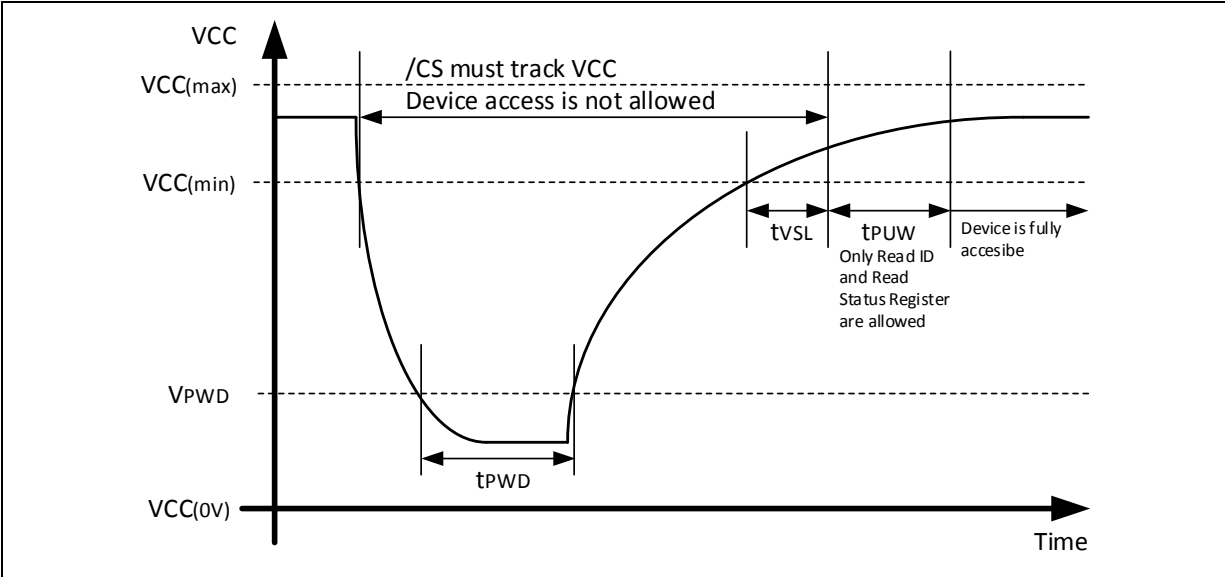 VCC
/CS must track VCC
VCC(max)
Device access is not allowed
VCC(min)
tVSL
tPUW
Device is fully
accesibe
Only Read ID
and Read
Status Register
are allowed
VPWD
tPWD
VCC(0V)
Time